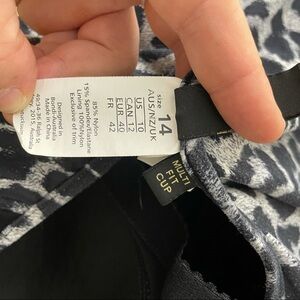 size
14
AUS/NZ/UK
US 10
CAN 12
EUR 40
FR 42
85% Nylon
15% Spandex/Elastane
Lining 100%Nylon
Exclusive of trim
Designed in
Bondi-Australia
Made in China
MULTI
FIT
CUP